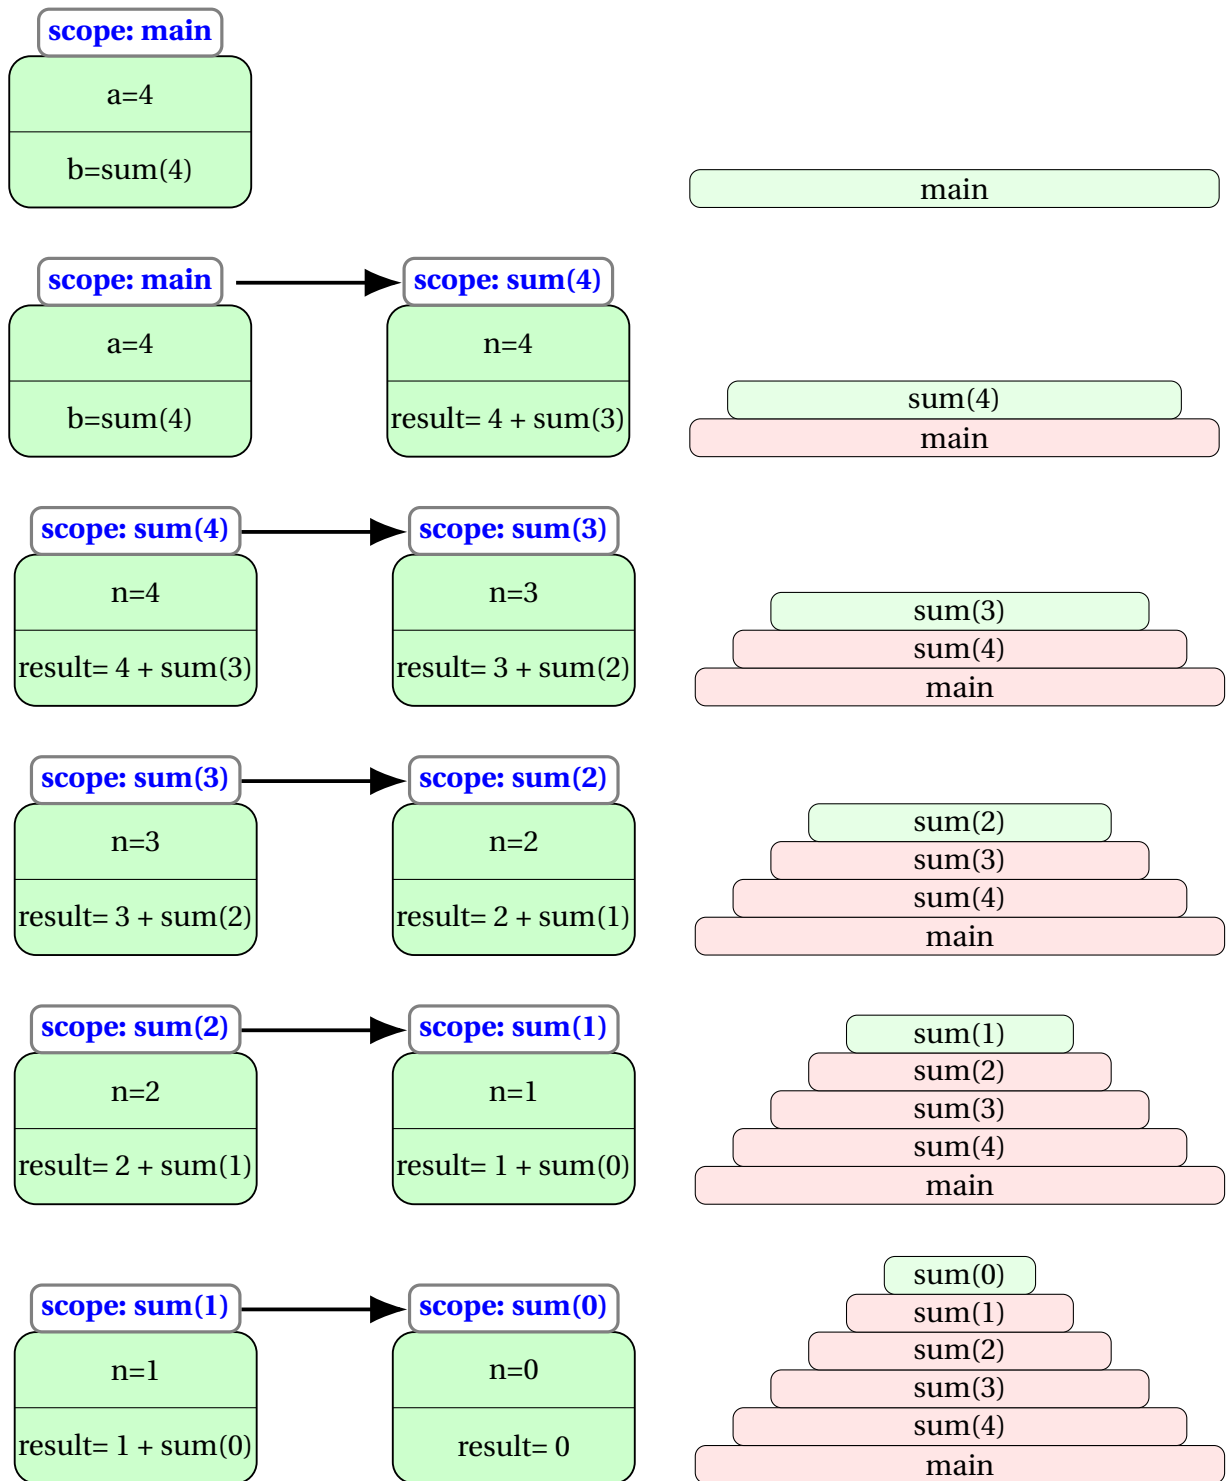 scope: main
a=4
b=sum(4)
main
scope: main
scope: sum(4)
a=4
n=4
b=sum(4)
result= 4 + sum(3)
sum(4)
main
scope: sum(4)
scope: sum(3)
n=4
n=3
result= 4 + sum(3)
result= 3 + sum(2)
sum(3)
sum(4)
main
scope: sum(3)
scope: sum(2)
n=3
n=2
result= 3 + sum(2)
result= 2 + sum(1)
sum(2)
sum(3)
sum(4)
main
scope: sum(2)
scope: sum(1)
n=2
n=1
result= 2 + sum(1)
result= 1 + sum(0)
sum(1)
sum(2)
sum(3)
sum(4)
main
scope: sum(1)
scope: sum(0)
n=1
n=0
result= 1 + sum(0)
result= 0
sum(0)
sum(1)
sum(2)
sum(3)
sum(4)
main